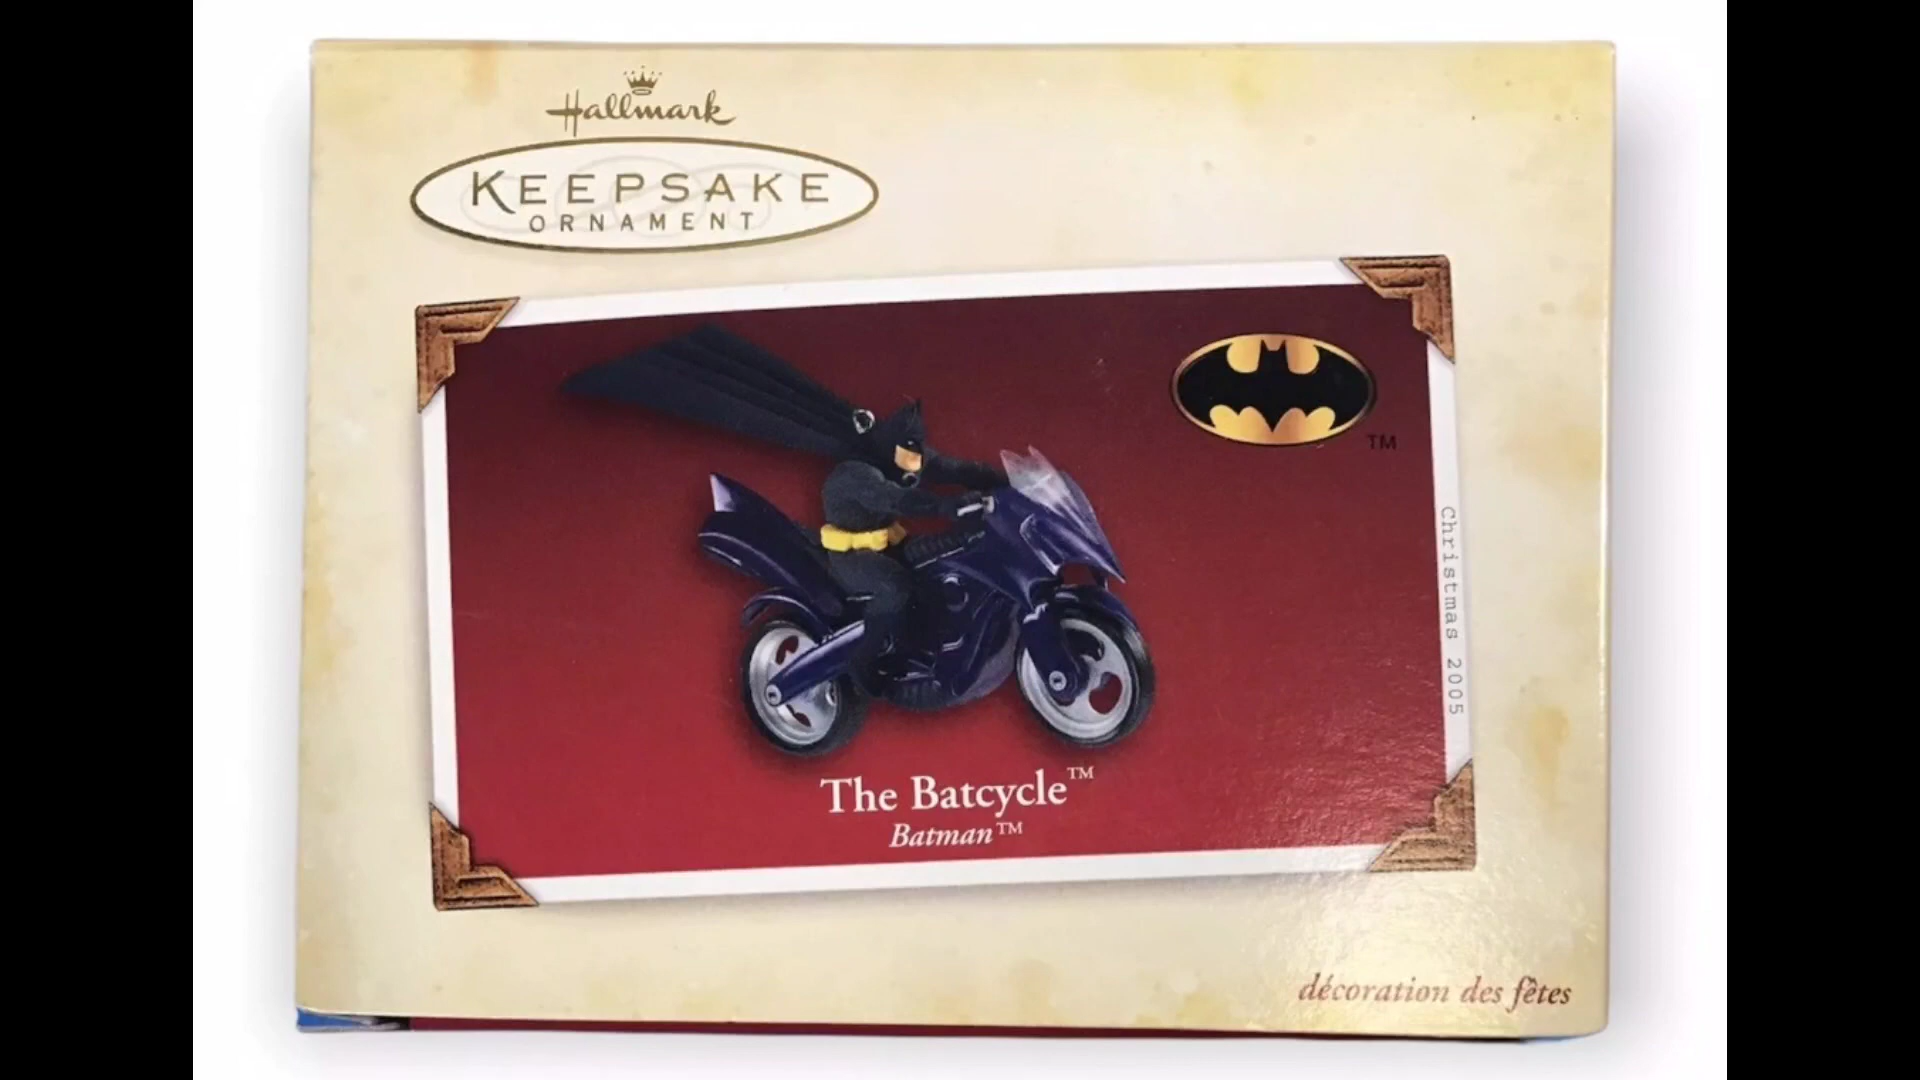 Hallmark
KEEPSAKE
ORNAMENT
TM
Christmas 2005
The Batcycle™
Batman™
décoration des fêtes